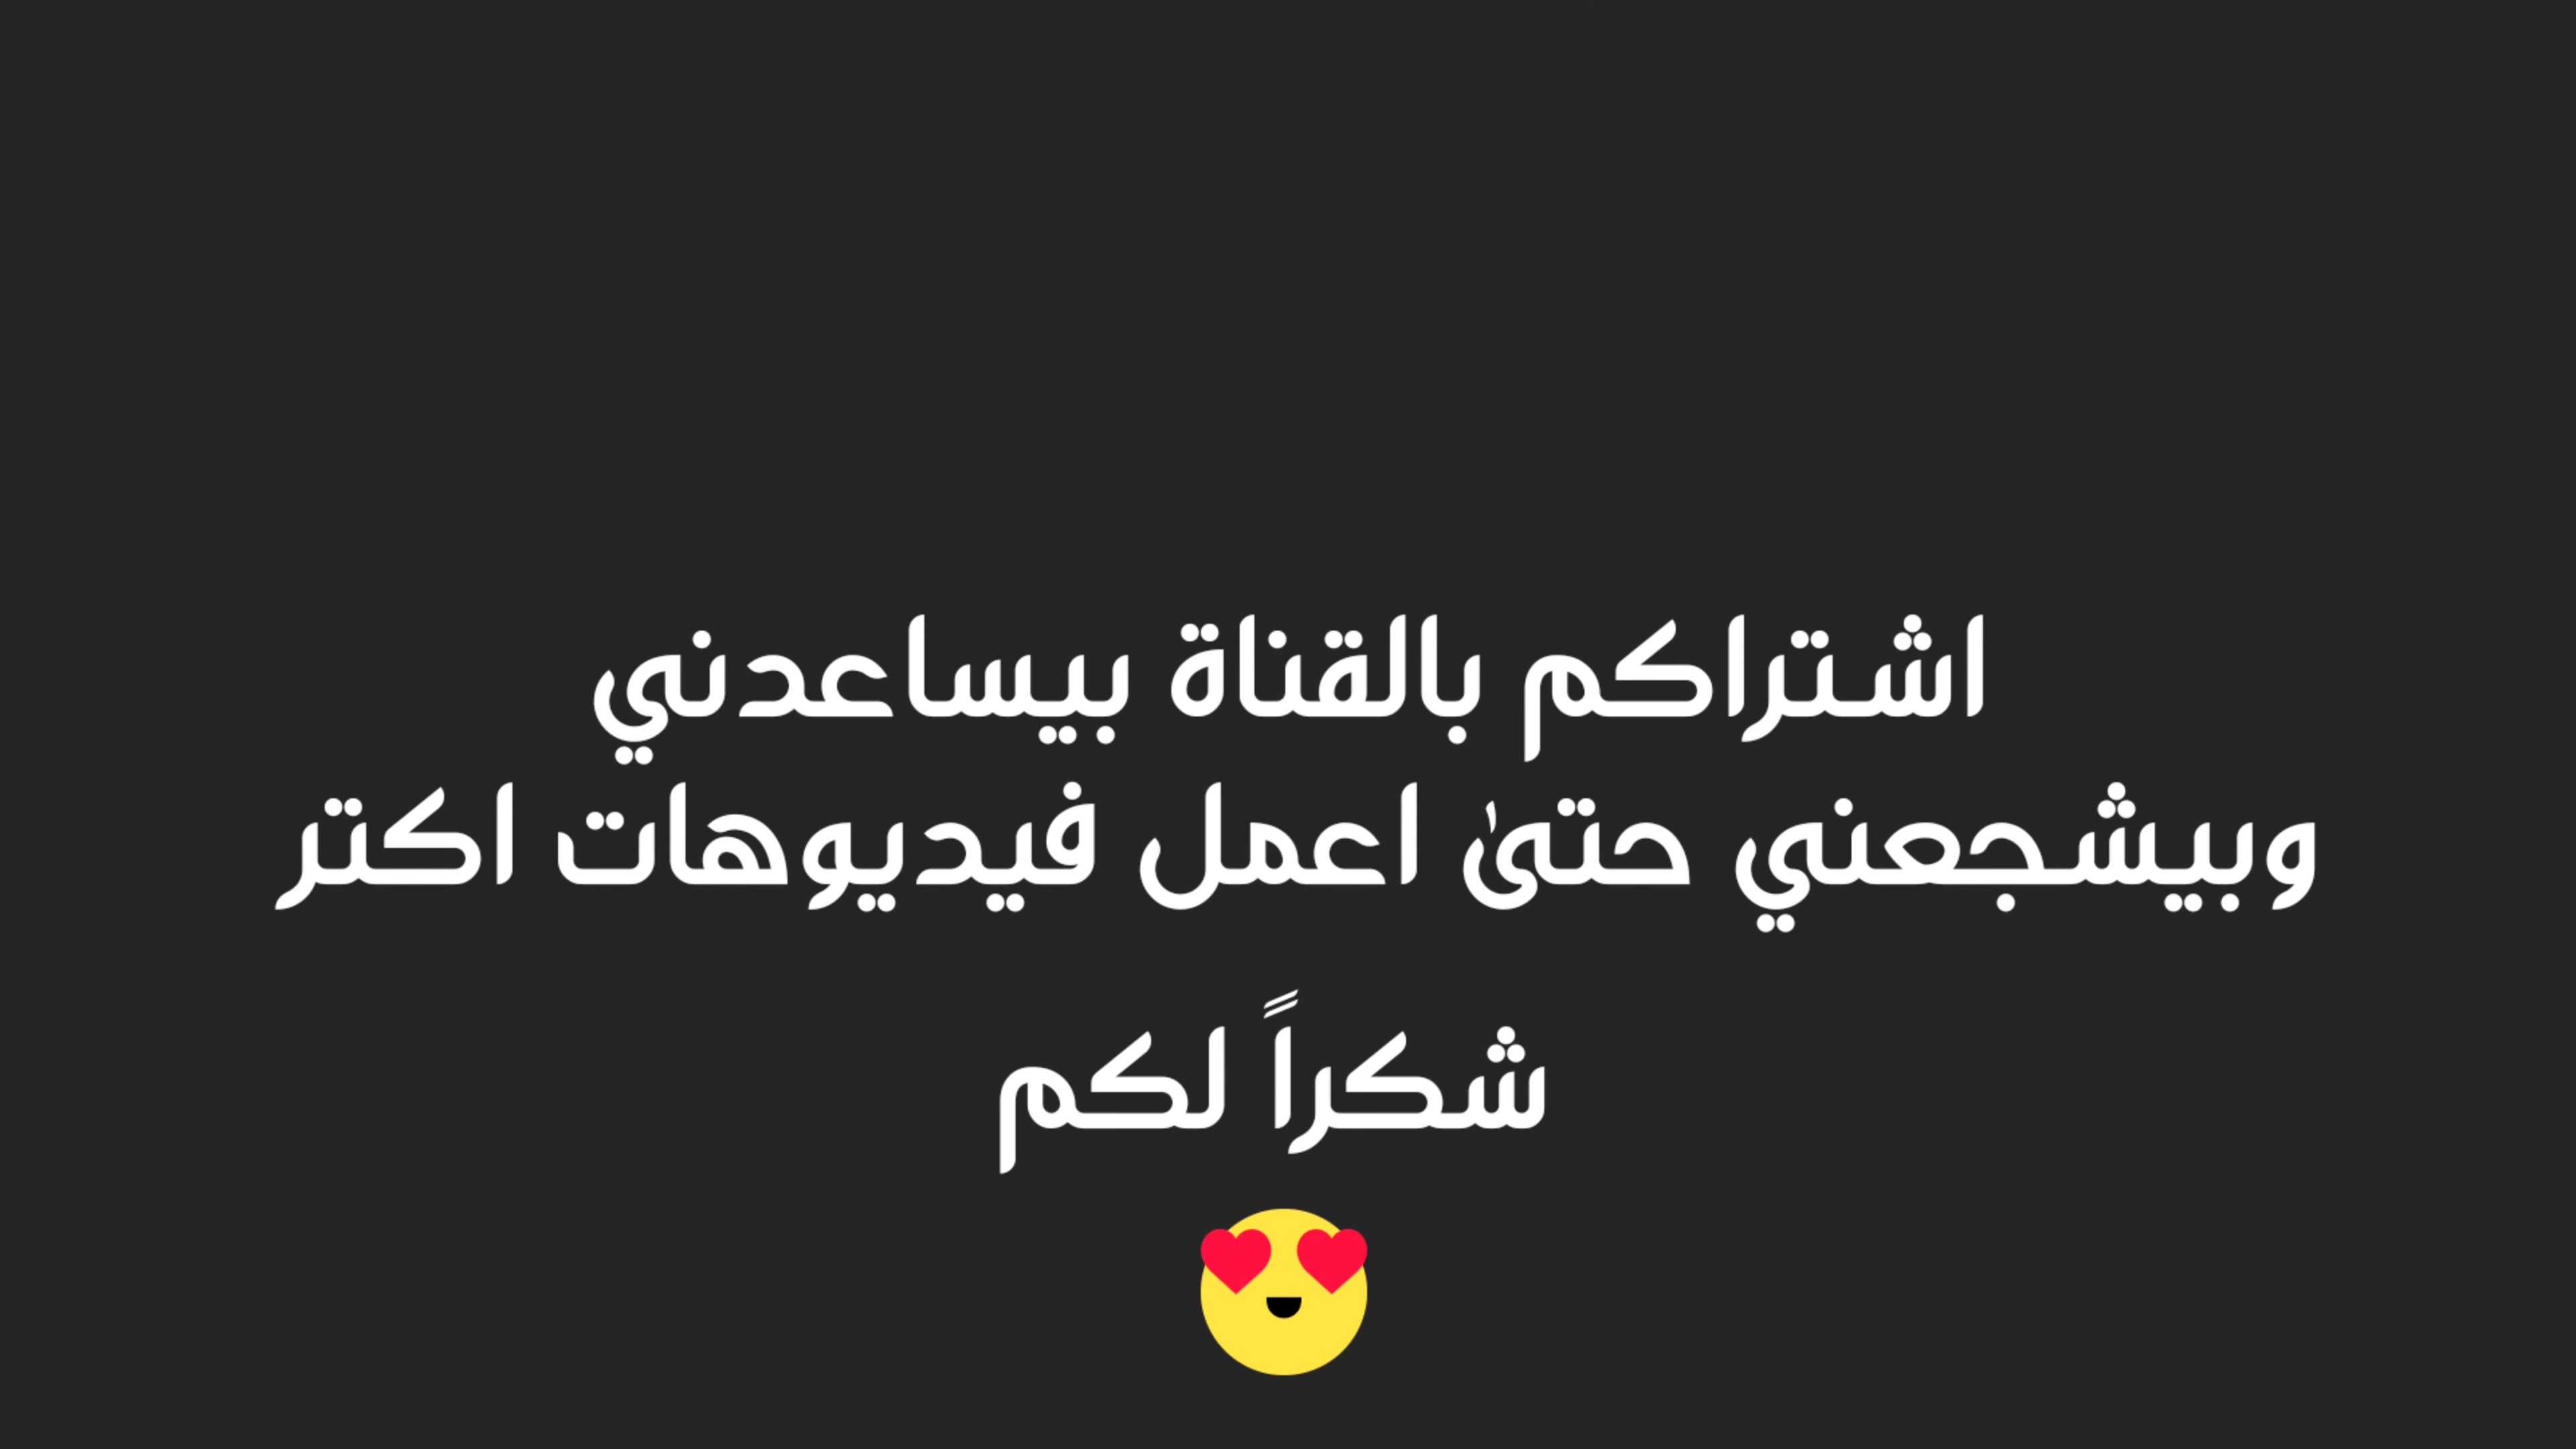 اشتراكم بالقناة بيساعدني
وبيشجعني حتىٰ اعمل فيديوهات اكتر
شكراً لكم